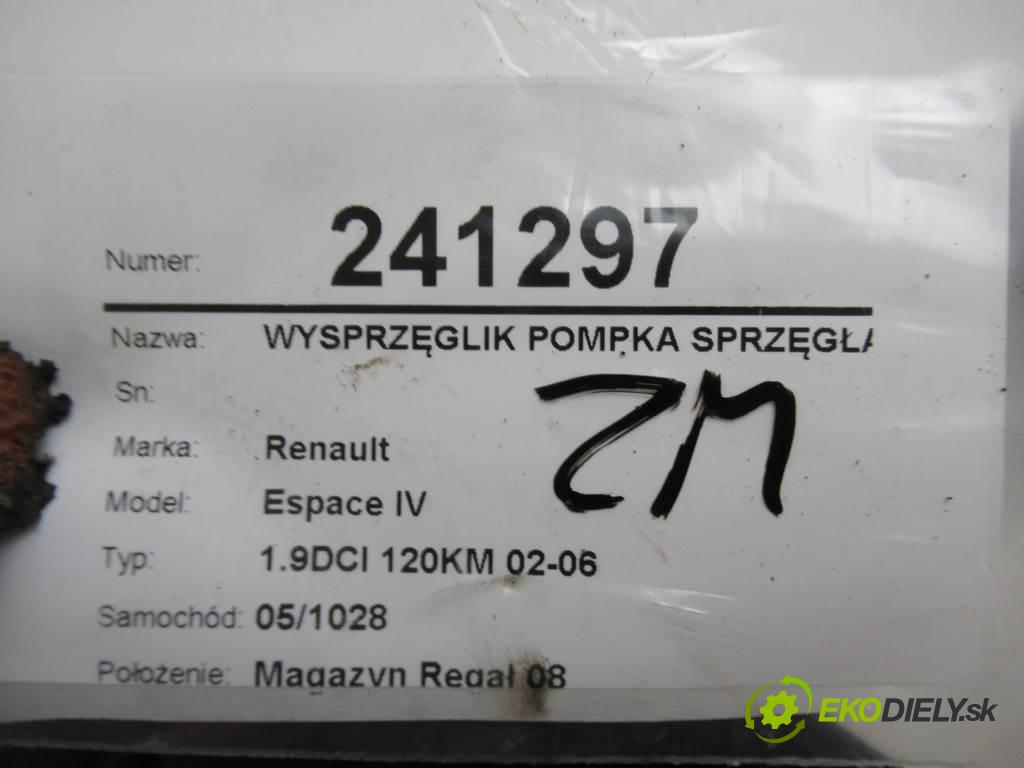 Numer: 241297
Nazwa: WYSPRZĘGLIK POMPKA SPRZĘGŁA
Sn:
ZM
Marka: Renault
Model: Espace IV
Typ: 1.9DCI 120KM 02-06
Samochód: 05/1028
Położenie: Magazyn Regał 08
EKODIELY.sk